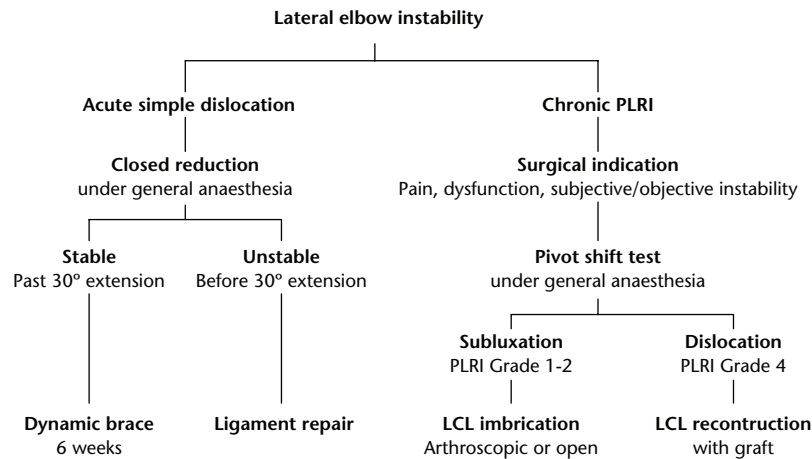 Lateral elbow instability
Acute simple dislocation
Chronic PLRI
Closed reduction
under general anaesthesia
Surgical indication
Pain, dysfunction, subjective/objective instability
Stable
Past 30º extension
Unstable
Before 30º extension
Pivot shift test
under general anaesthesia
Subluxation
PLRI Grade 1-2
Dislocation
PLRI Grade 4
Dynamic brace
6 weeks
Ligament repair
LCL imbrication
Arthroscopic or open
LCL recontruction
with graft